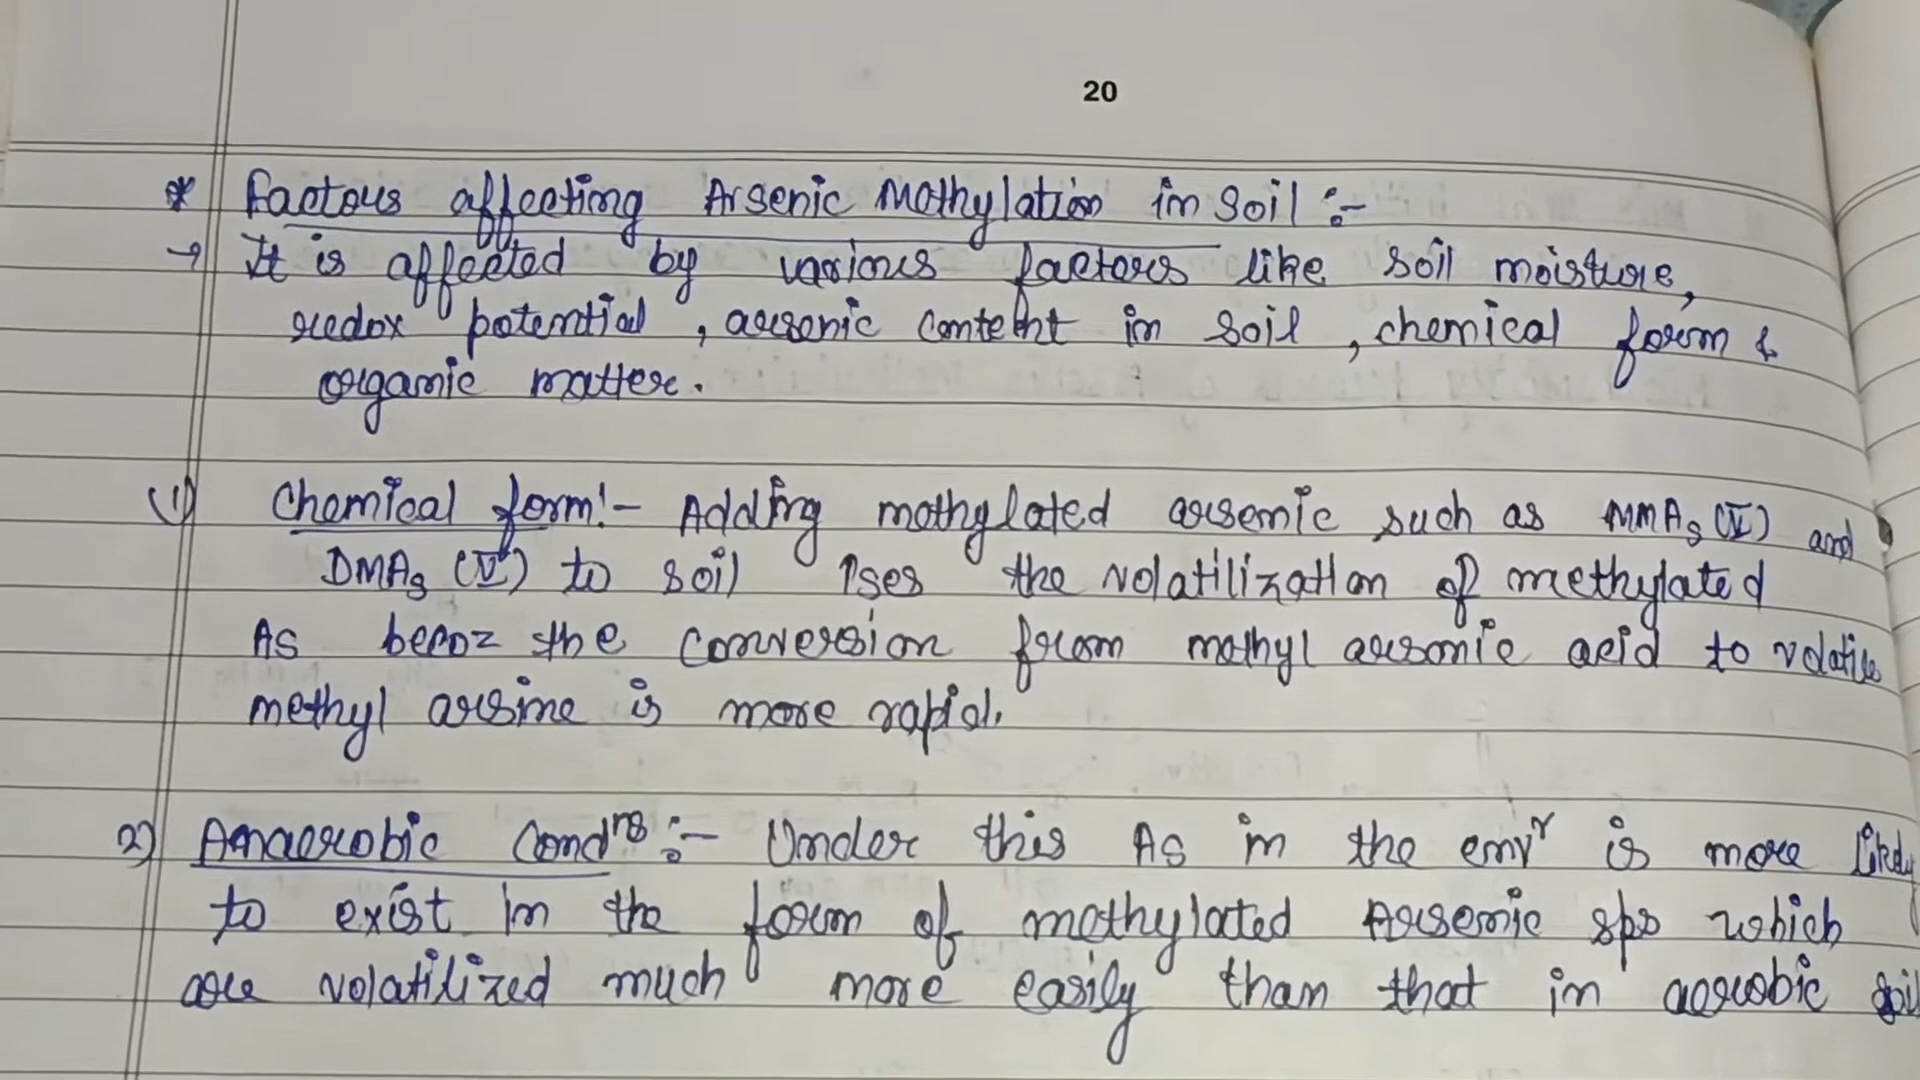 20
* Factors affecting Arsenic Methylation in Soil :-
→ It is affected by various factors like soil moisture,
redox potential, arsenic content in soil, chemical form &
organic matter.
(1) Chemical form:- Adding methylated arsenic such as MMAs(V) and
DMAs (V) to soil ↑ses the volatilization of methylated
As becoz the conversion from methyl arsonic acid to volatile
methyl arsine is more rapid.
2) Anaerobic Condns :- Under this As in the envr is more likely
to exist in the form of methylated Arsenic sps which
are volatilized much more easily than that in aerobic soil